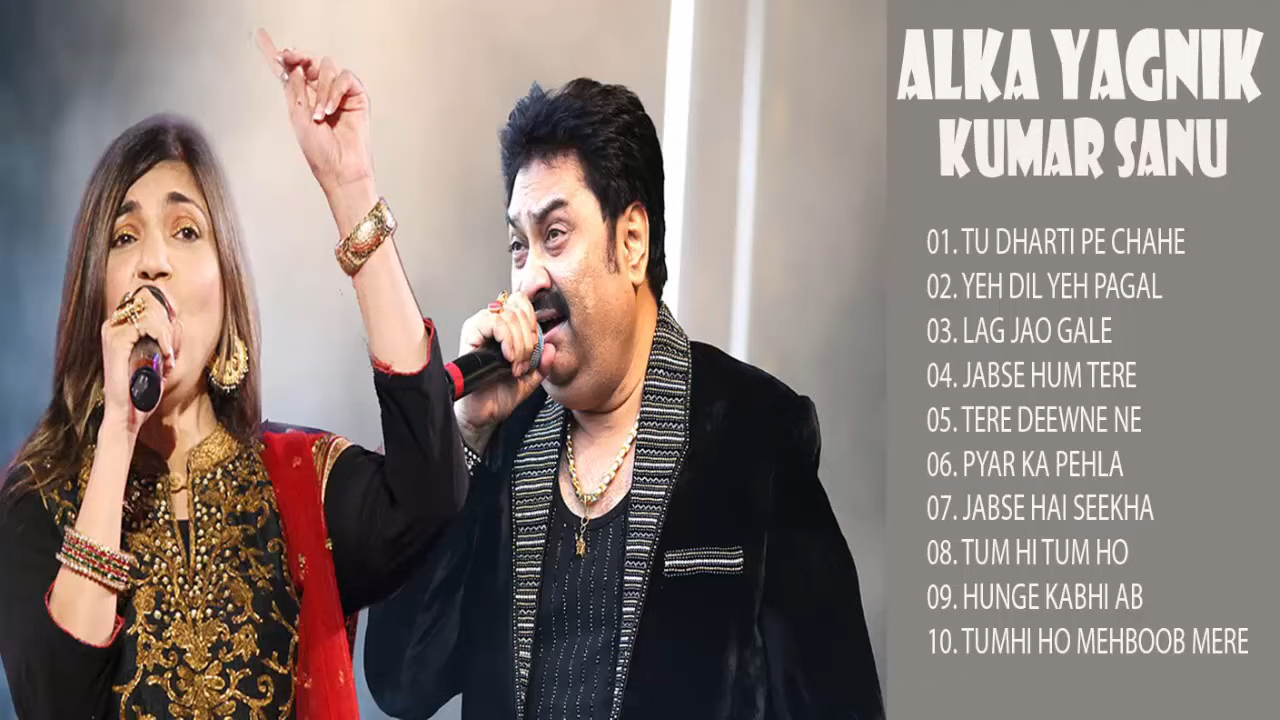 ALKA YAGNIK
KUMAR SANU
01. TU DHARTI PE CHAHE
02. YEH DIL YEH PAGAL
03. LAG JAO GALE
04. JABSE HUM TERE
05. TERE DEEWNE NE
06. PYAR KA PEHLA
07. JABSE HAI SEEKHA
08. TUM HI TUM HO
09. HUNGE KABHI AB
10. TUMHI HO MEHBOOB MERE